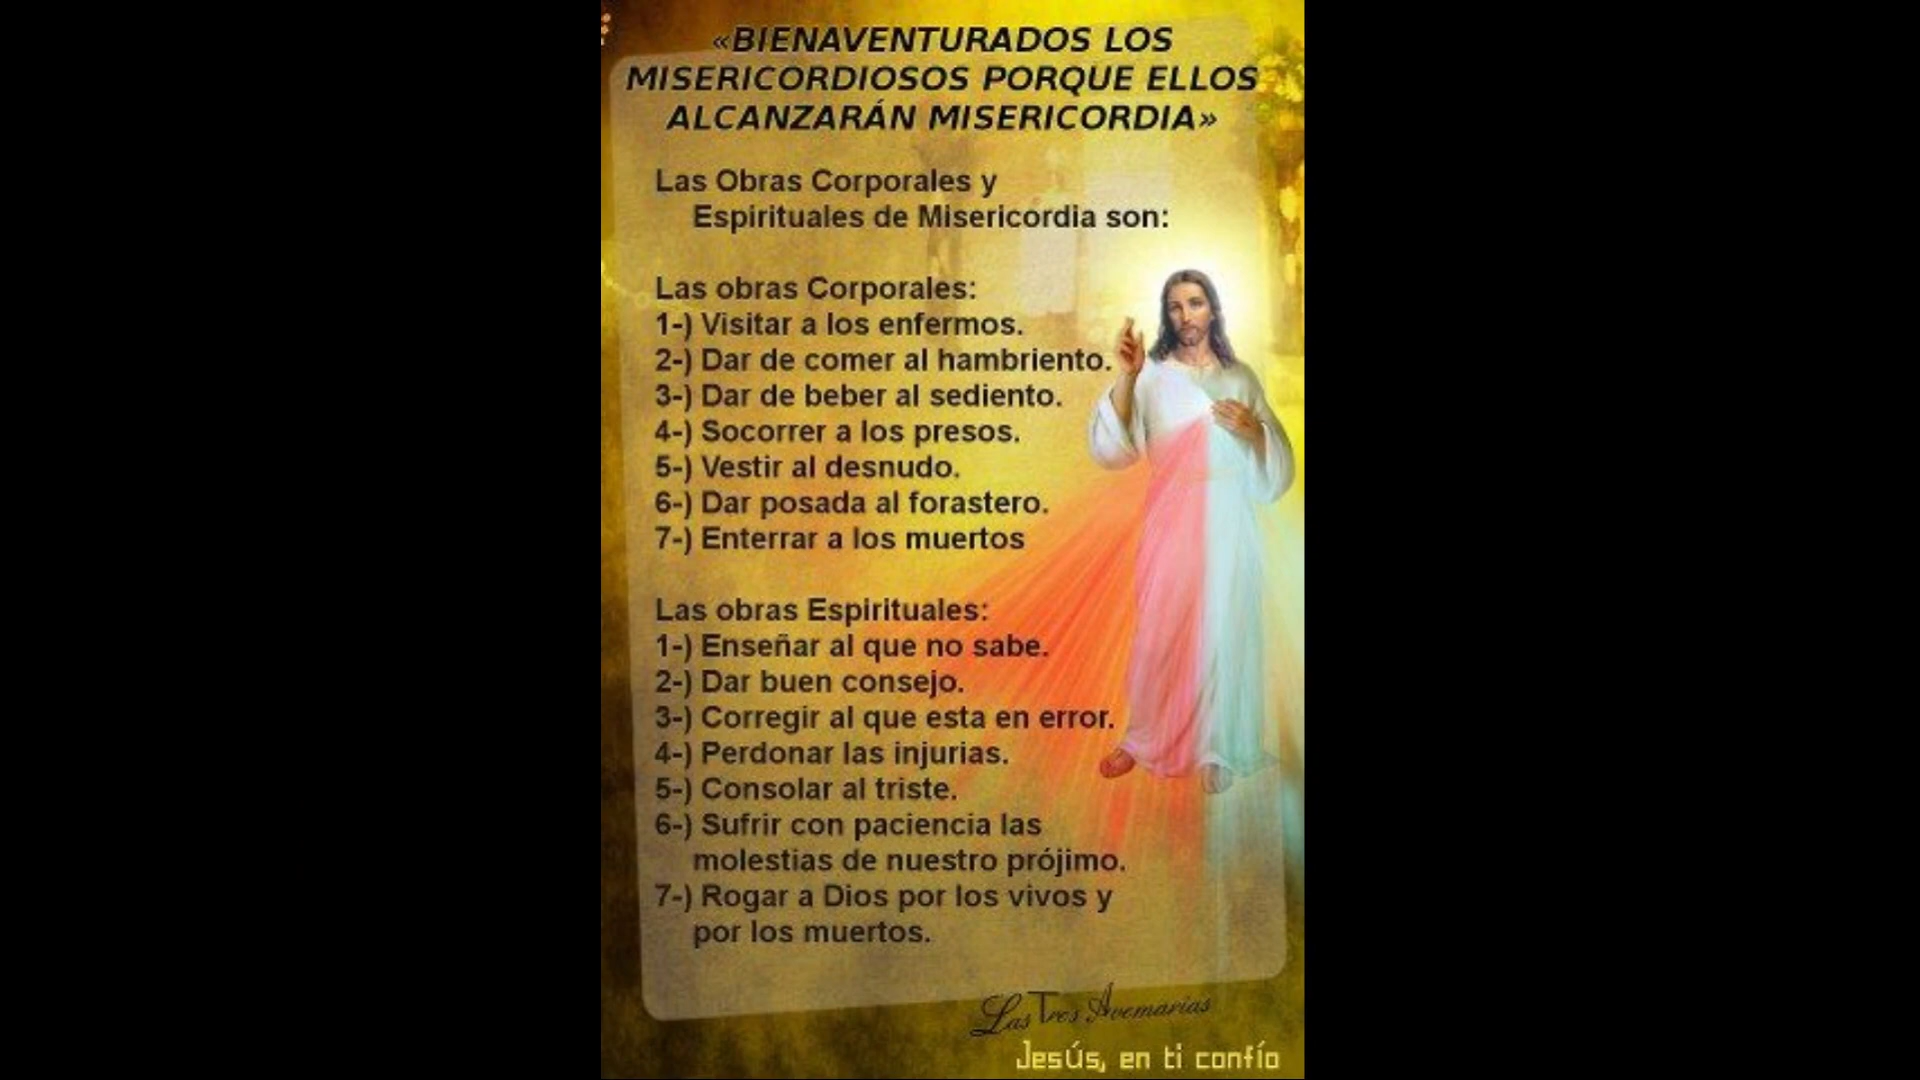 «BIENAVENTURADOS LOS
MISERICORDIOSOS PORQUE ELLOS
ALCANZARÁN MISERICORDIA»
Las Obras Corporales y
Espirituales de Misericordia son:
Las obras Corporales:
1-) Visitar a los enfermos.
2-) Dar de comer al hambriento.
3-) Dar de beber al sediento.
4-) Socorrer a los presos.
5-) Vestir al desnudo.
6-) Dar posada al forastero.
7-) Enterrar a los muertos
Las obras Espirituales:
1-) Enseñar al que no sabe.
2-) Dar buen consejo.
3-) Corregir al que esta en error.
4-) Perdonar las injurias.
5-) Consolar al triste.
6-) Sufrir con paciencia las
molestias de nuestro prójimo.
7-) Rogar a Dios por los vivos y
por los muertos.
Las Tres Avemarias
Jesús, en ti confío